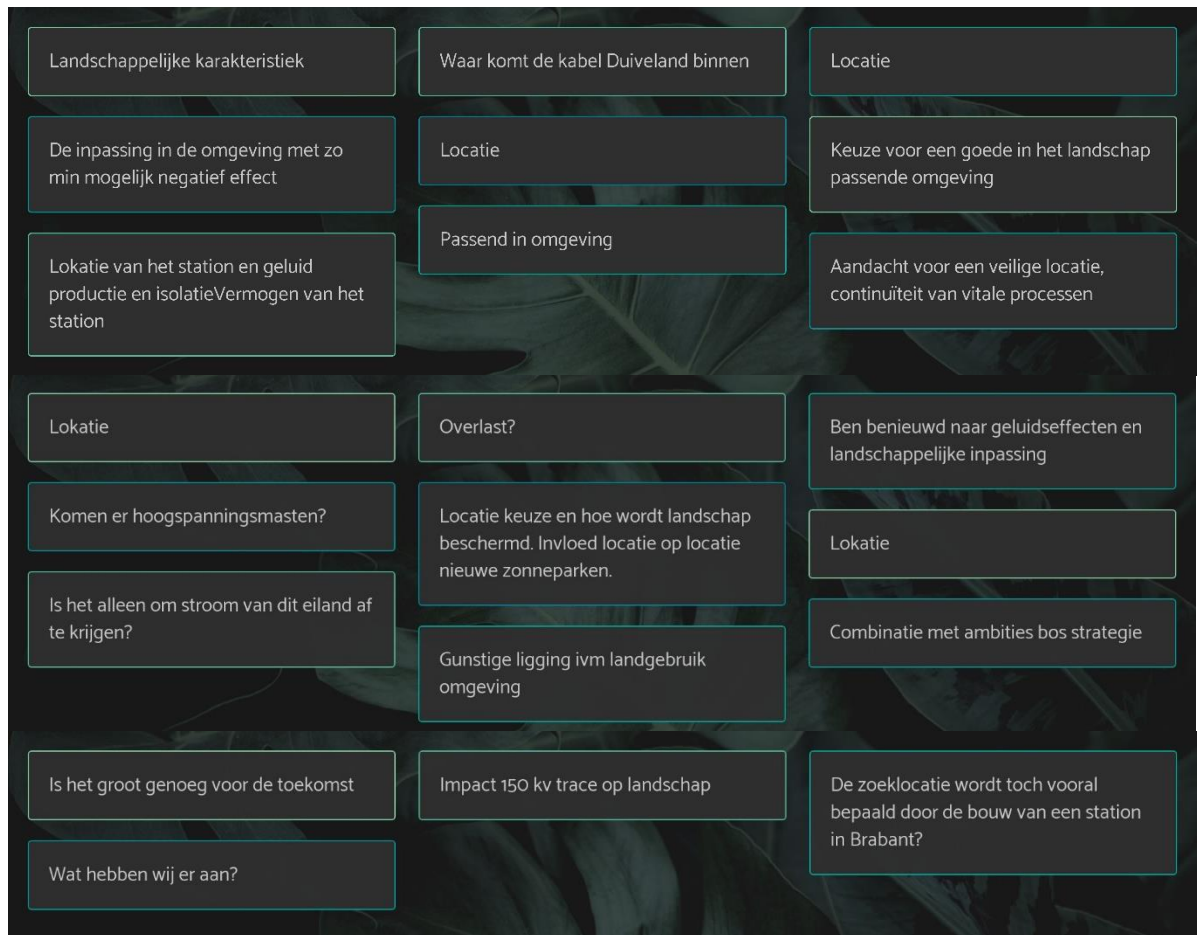 Landschappelijke karakteristiek
De inpassing in de omgeving met zo
min mogelijk negatief effect
Lokatie van het station en geluid
productie en isolatieVermogen van het
station
Waar komt de kabel Duiveland binnen
Locatie
Passend in omgeving
Locatie
Keuze voor een goede in het landschap
passende omgeving
Aandacht voor een veilige locatie,
continuïteit van vitale processen
Lokatie
Komen er hoogspanningsmasten?
Is het alleen om stroom van dit eiland af
te krijgen?
Overlast?
Locatie keuze en hoe wordt landschap
beschermd. Invloed locatie op locatie
nieuwe zonneparken.
Gunstige ligging ivm landgebruik
omgeving
Ben benieuwd naar geluidseffecten en
landschappelijke inpassing
Lokatie
Combinatie met ambities bos strategie
Is het groot genoeg voor de toekomst
Wat hebben wij er aan?
Impact 150 kv trace op landschap
De zoeklocatie wordt toch vooral
bepaald door de bouw van een station
in Brabant?